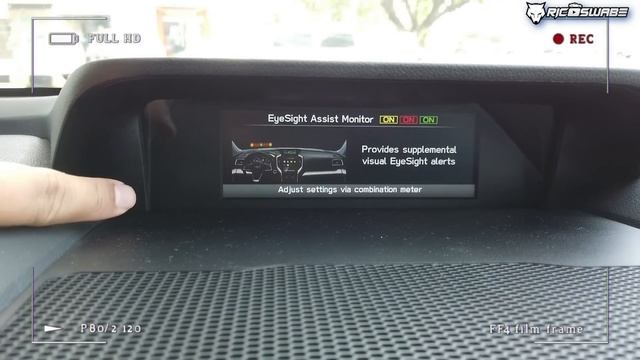 RICOSWABE
FULL HD
REC
EyeSight Assist Monitor ON ON ON
Provides supplemental
visual EyeSight alerts
Adjust settings via combination meter
P80/2 120
FF4 film frame